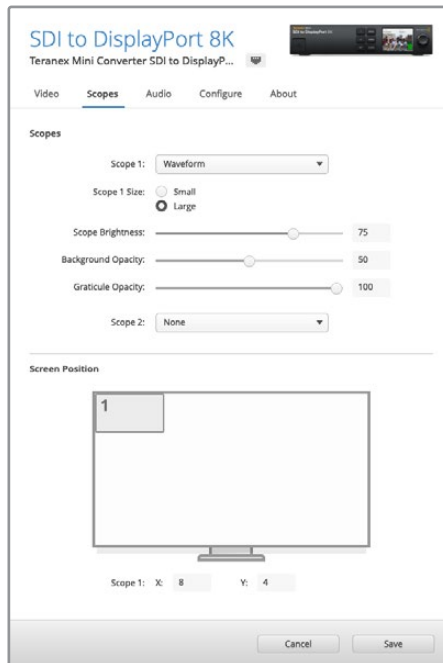 SDI to DisplayPort 8K
Teranex Mini Converter SDI to DisplayP...
Video Scopes Audio Configure About
Scopes
Scope 1: Waveform
Scope 1 Size: Small
Large
Scope Brightness: 75
Background Opacity: 50
Graticule Opacity: 100
Scope 2: None
Screen Position
1
Scope 1: X: 8 Y: 4
Cancel Save